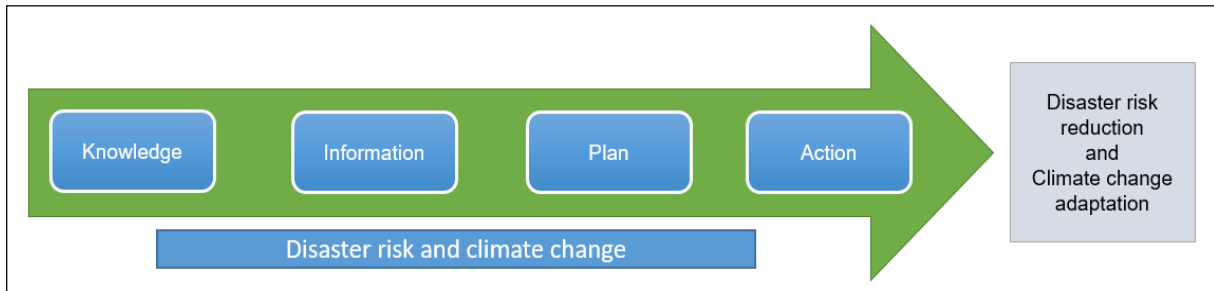 Knowledge
Information
Plan
Action
Disaster risk and climate change
Disaster risk
reduction
and
Climate change
adaptation